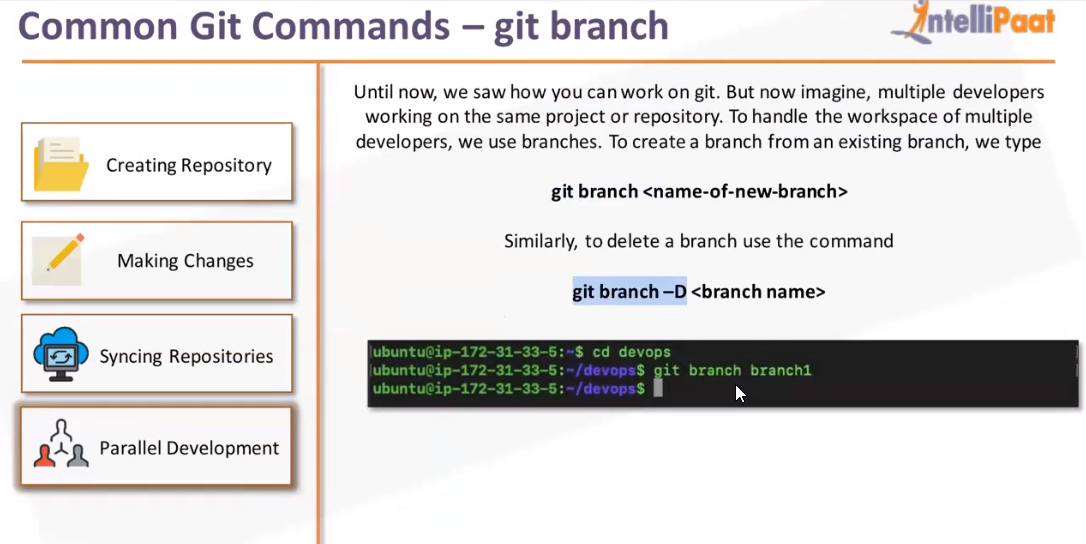 Common Git Commands – git branch
IntelliPaat
Creating Repository
Making Changes
Syncing Repositories
Parallel Development
Until now, we saw how you can work on git. But now imagine, multiple developers
working on the same project or repository. To handle the workspace of multiple
developers, we use branches. To create a branch from an existing branch, we type
git branch <name-of-new-branch>
Similarly, to delete a branch use the command
git branch –D <branch name>
ubuntu@ip-172-31-33-5:~$ cd devops
ubuntu@ip-172-31-33-5:~/devops$ git branch branch1
ubuntu@ip-172-31-33-5:~/devops$